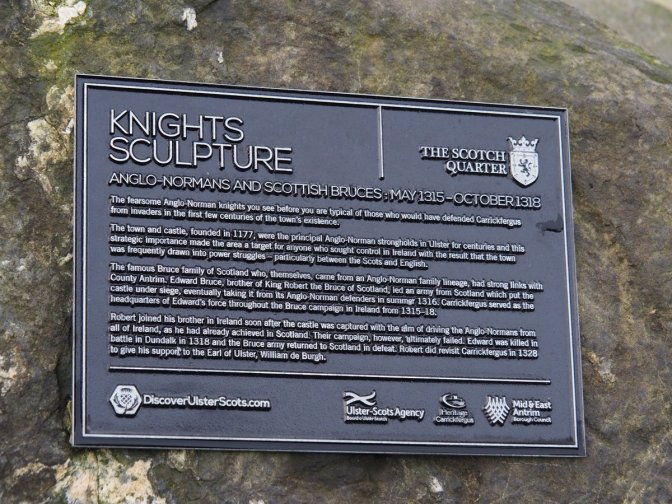 KNIGHTS
SCULPTURE
THE SCOTCH
QUARTER
ANGLO-NORMANS AND SCOTTISH BRUCES : MAY 1315 – OCTOBER 1318
The fearsome Anglo-Norman knights you see before you are typical of those who would have defended Carrickfergus
from invaders in the first few centuries of the town's existence.
The town and castle, founded in 1177, were the principal Anglo-Norman strongholds in Ulster for centuries and this
strategic importance made the area a target for anyone who sought control in Ireland with the result that the town
was frequently drawn into power struggles – particularly between the Scots and English.
The famous Bruce family of Scotland who, themselves, came from an Anglo-Norman family lineage, had strong links with
County Antrim. Edward Bruce, brother of King Robert the Bruce of Scotland, led an army from Scotland which put the
castle under siege, eventually taking it from its Anglo-Norman defenders in summer 1316. Carrickfergus served as the
headquarters of Edward's force throughout the Bruce campaign in Ireland from 1315-18.
Robert joined his brother in Ireland soon after the castle was captured with the aim of driving the Anglo-Normans from
all of Ireland, as he had already achieved in Scotland. Their campaign, however, ultimately failed. Edward was killed in
battle in Dundalk in 1318 and the Bruce army returned to Scotland in defeat. Robert did revisit Carrickfergus in 1328
to give his support to the Earl of Ulster, William de Burgh.
DiscoverUlsterScots.com
Ulster-Scots Agency
Heritage
Carrickfergus
Mid & East
Antrim
Borough Council